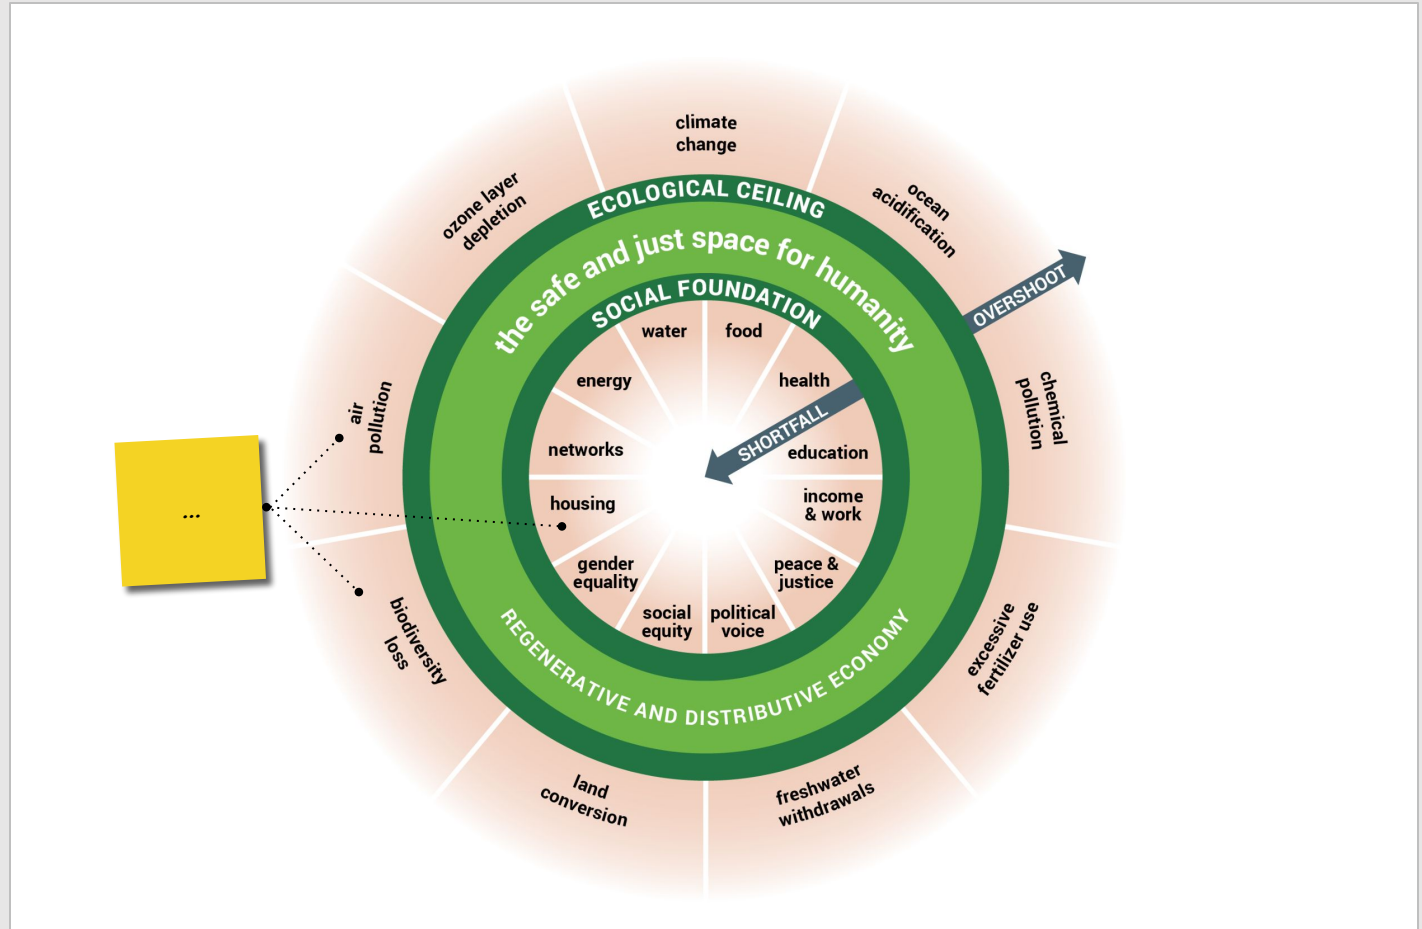 climate
change
ozone layer
depletion
ocean
acidification
ECOLOGICAL CEILING
the safe and just space for humanity
SOCIAL FOUNDATION
OVERSHOOT
water
food
energy
health
air
pollution
chemical
pollution
SHORTFALL
networks
education
housing
income
& work
...
gender
equality
peace &
justice
social
equity
political
voice
biodiversity
loss
excessive
fertilizer use
REGENERATIVE AND DISTRIBUTIVE ECONOMY
land
conversion
freshwater
withdrawals